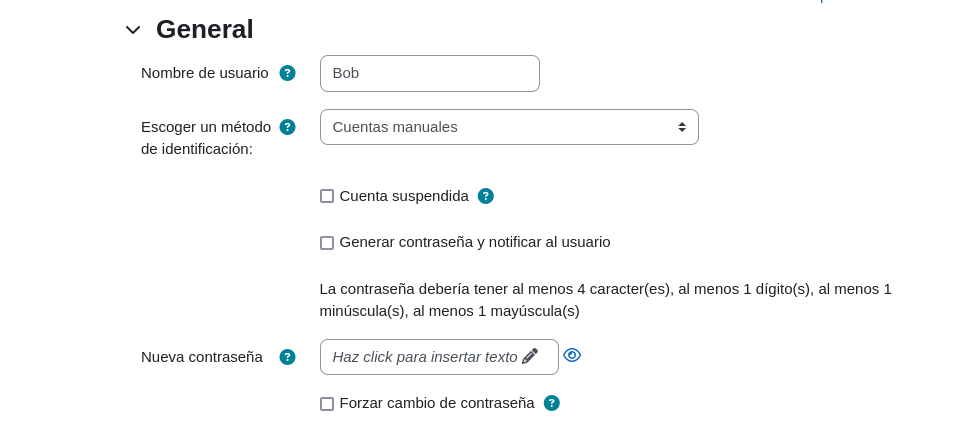 General
Nombre de usuario ? Bob
Escoger un método ? Cuentas manuales
de identificación:
Cuenta suspendida ?
Generar contraseña y notificar al usuario
La contraseña debería tener al menos 4 caracter(es), al menos 1 dígito(s), al menos 1
minúscula(s), al menos 1 mayúscula(s)
Nueva contraseña ? Haz click para insertar texto
Forzar cambio de contraseña ?